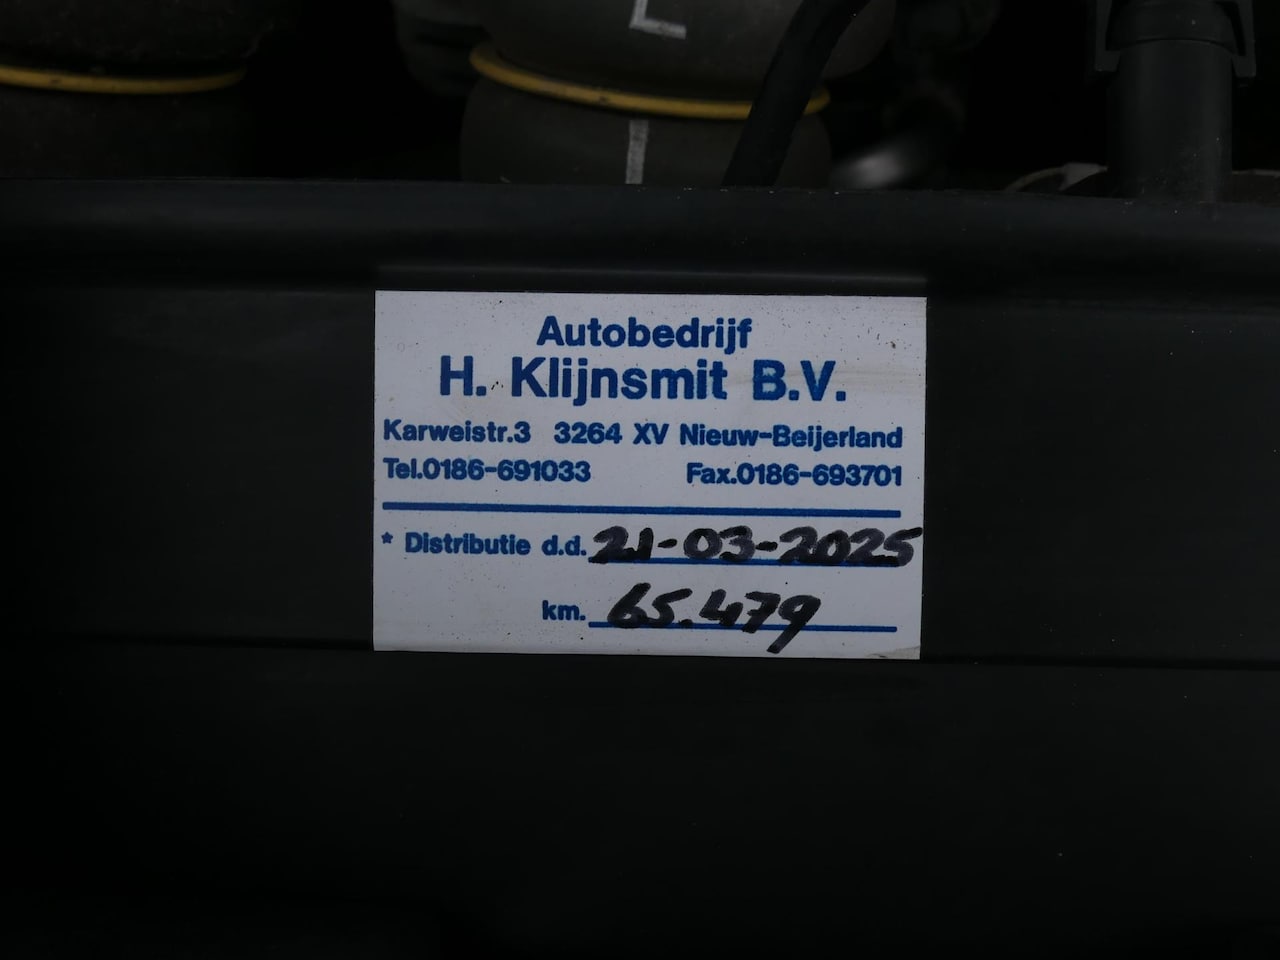 L
Autobedrijf
H. Klijnsmit B.V.
Karweistr.3 3264 XV Nieuw-Beijerland
Tel.0186-691033 Fax.0186-693701
* Distributie d.d. 21-03-2025
km. 65.479